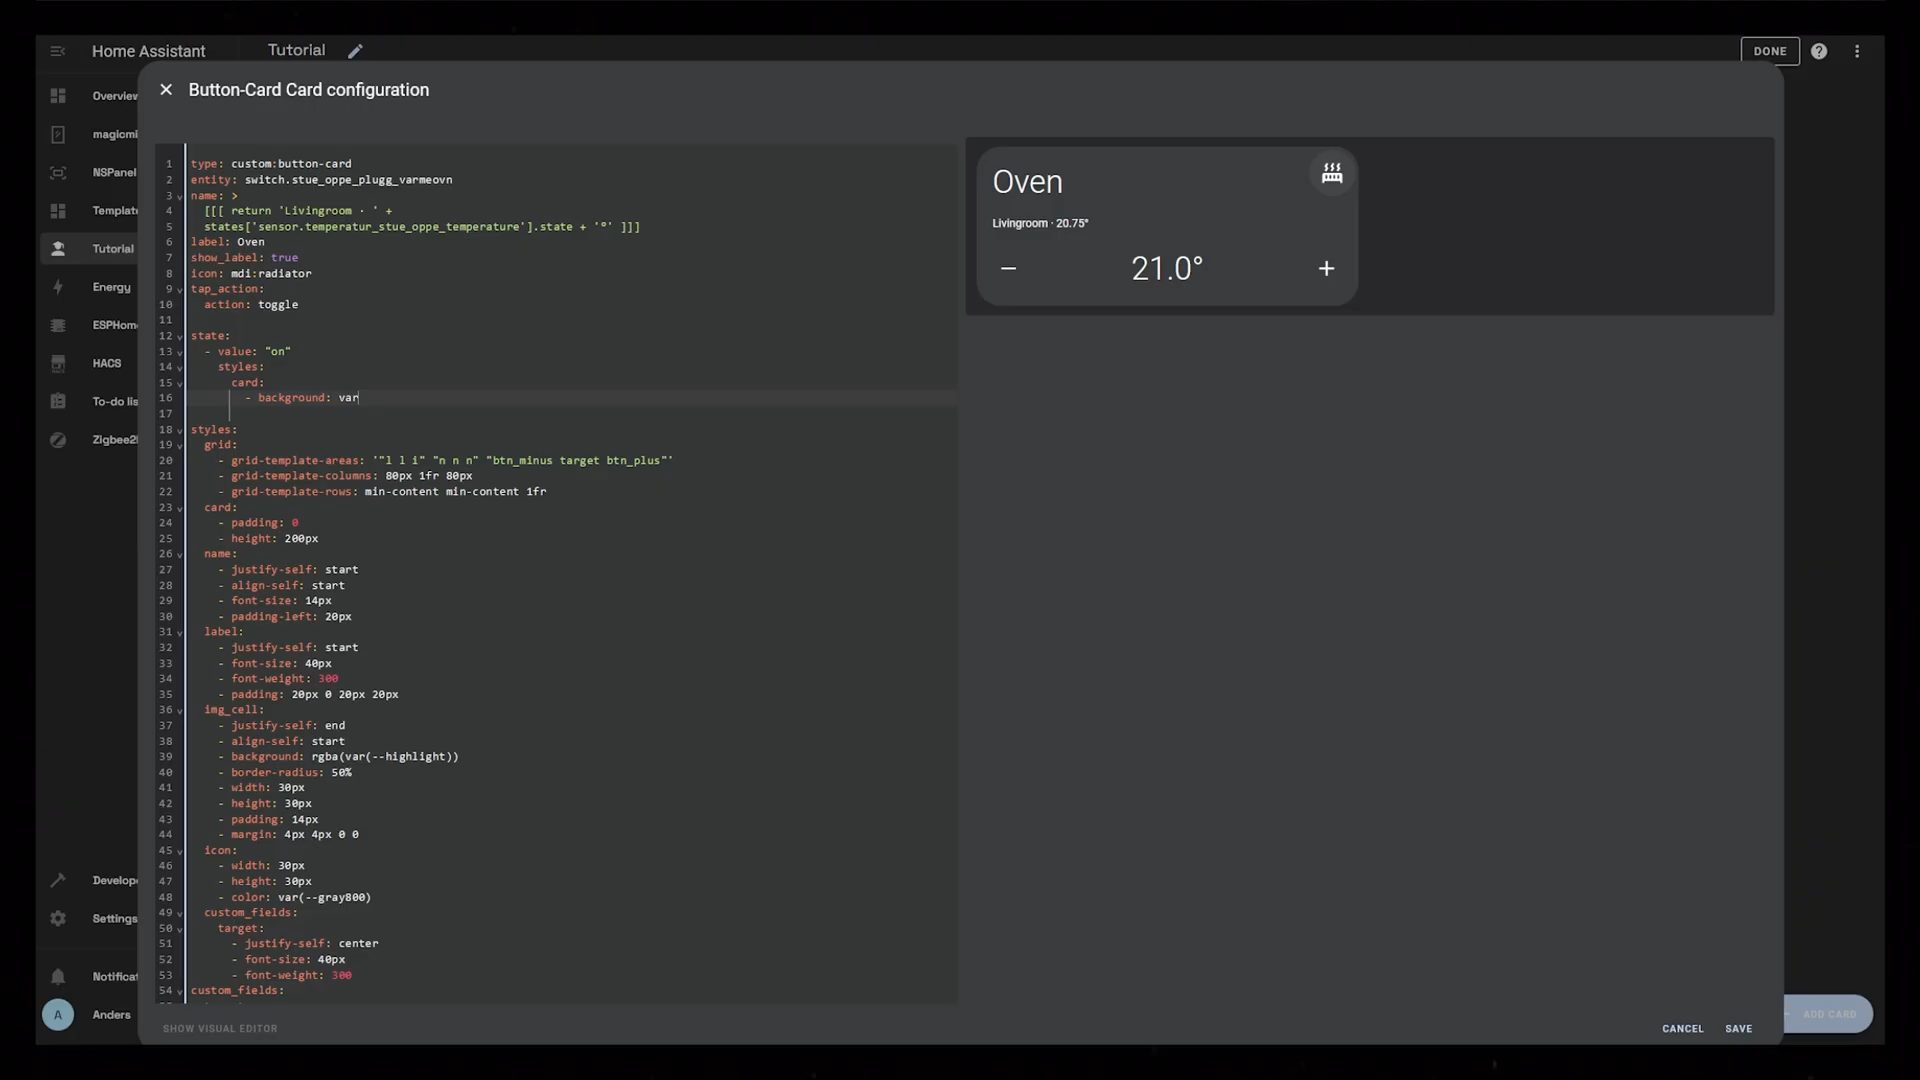 Home Assistant
Tutorial
DONE
Button-Card Card configuration
Overview
magicmi
NSPanel
Templat
Tutorial
Energy
ESPHom
HACS
To-do lis
Zigbee2
Develop
Settings
Notificat
A
Anders
1 type: custom:button-card
2 entity: switch.stue_oppe_plugg_varmeovn
3 name: >
4 [[[ return 'Livingroom · ' +
5 states['sensor.temperatur_stue_oppe_temperature'].state + '°' ]]]
6 label: Oven
7 show_label: true
8 icon: mdi:radiator
9 tap_action:
10 action: toggle
11
12 state:
13 - value: "on"
14 styles:
15 card:
16 - background: var
17
18 styles:
19 grid:
20 - grid-template-areas: '"l l i" "n n n" "btn_minus target btn_plus"'
21 - grid-template-columns: 80px 1fr 80px
22 - grid-template-rows: min-content min-content 1fr
23 card:
24 - padding: 0
25 - height: 200px
26 name:
27 - justify-self: start
28 - align-self: start
29 - font-size: 14px
30 - padding-left: 20px
31 label:
32 - justify-self: start
33 - font-size: 40px
34 - font-weight: 300
35 - padding: 20px 0 20px 20px
36 img_cell:
37 - justify-self: end
38 - align-self: start
39 - background: rgba(var(--highlight))
40 - border-radius: 50%
41 - width: 30px
42 - height: 30px
43 - padding: 14px
44 - margin: 4px 4px 0 0
45 icon:
46 - width: 30px
47 - height: 30px
48 - color: var(--gray800)
49 custom_fields:
50 target:
51 - justify-self: center
52 - font-size: 40px
53 - font-weight: 300
54 custom_fields:
Oven
Livingroom · 20.75°
− 21.0° +
SHOW VISUAL EDITOR
CANCEL
SAVE
ADD CARD